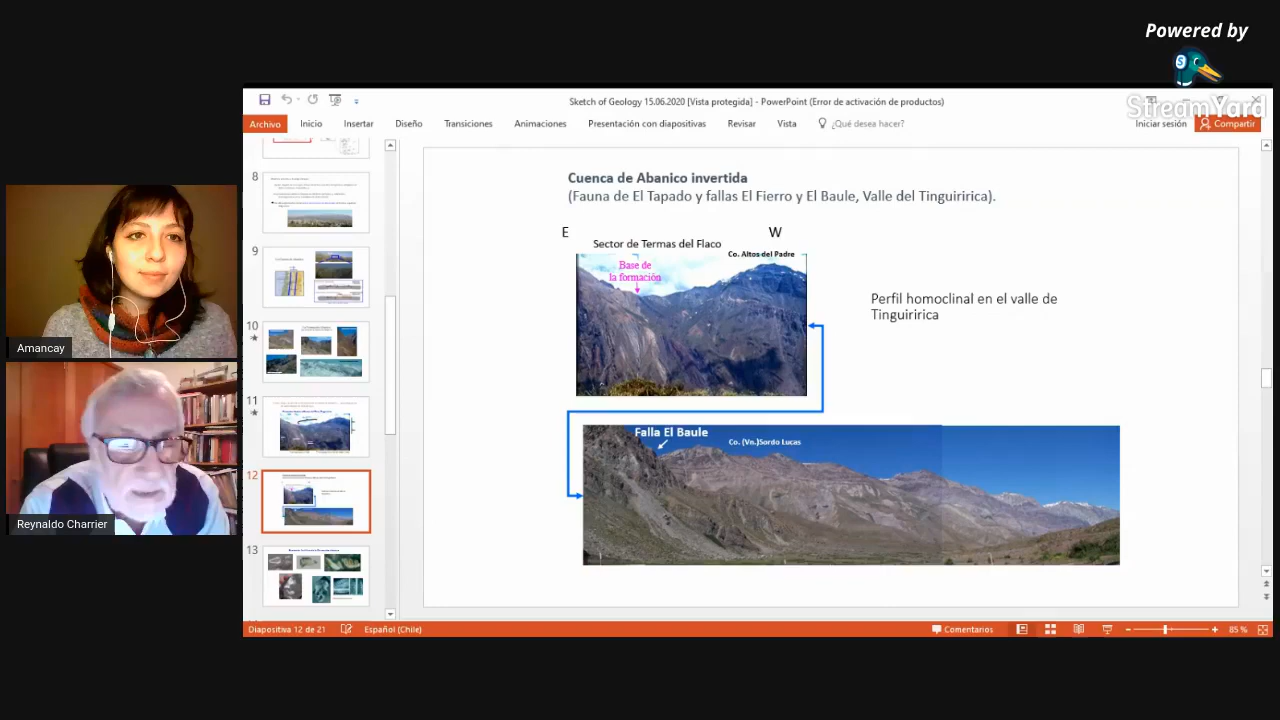 Powered by
StreamYard
Sketch of Geology 15.06.2020 [Vista protegida] - PowerPoint (Error de activación de productos)
Archivo Inicio Insertar Diseño Transiciones Animaciones Presentación con diapositivas Revisar Vista ¿Qué desea hacer? Iniciar sesión Compartir
8
9
10
11
12
13
Cuenca de Abanico invertida
(Fauna de El Tapado y fallas El Fierro y El Baule, Valle del Tinguiririca).
E W
Sector de Termas del Flaco
Co. Altos del Padre
Base de
la formación
Perfil homoclinal en el valle de
Tinguiririca
Falla El Baule
Co. (Vn.)Sordo Lucas
Amancay
Reynaldo Charrier
Diapositiva 12 de 21 Español (Chile) Comentarios 85 %